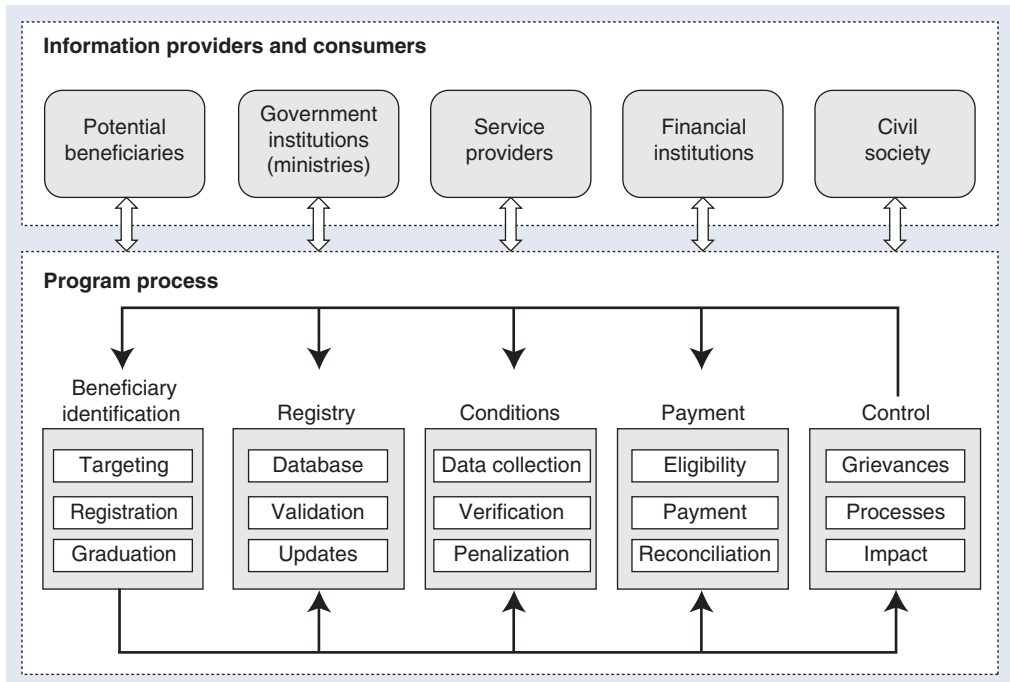 Information providers and consumers
Potential
beneficiaries
Government
institutions
(ministries)
Service
providers
Financial
institutions
Civil
society
Program process
Beneficiary
identification
Registry
Conditions
Payment
Control
Targeting
Registration
Graduation
Database
Validation
Updates
Data collection
Verification
Penalization
Eligibility
Payment
Reconciliation
Grievances
Processes
Impact